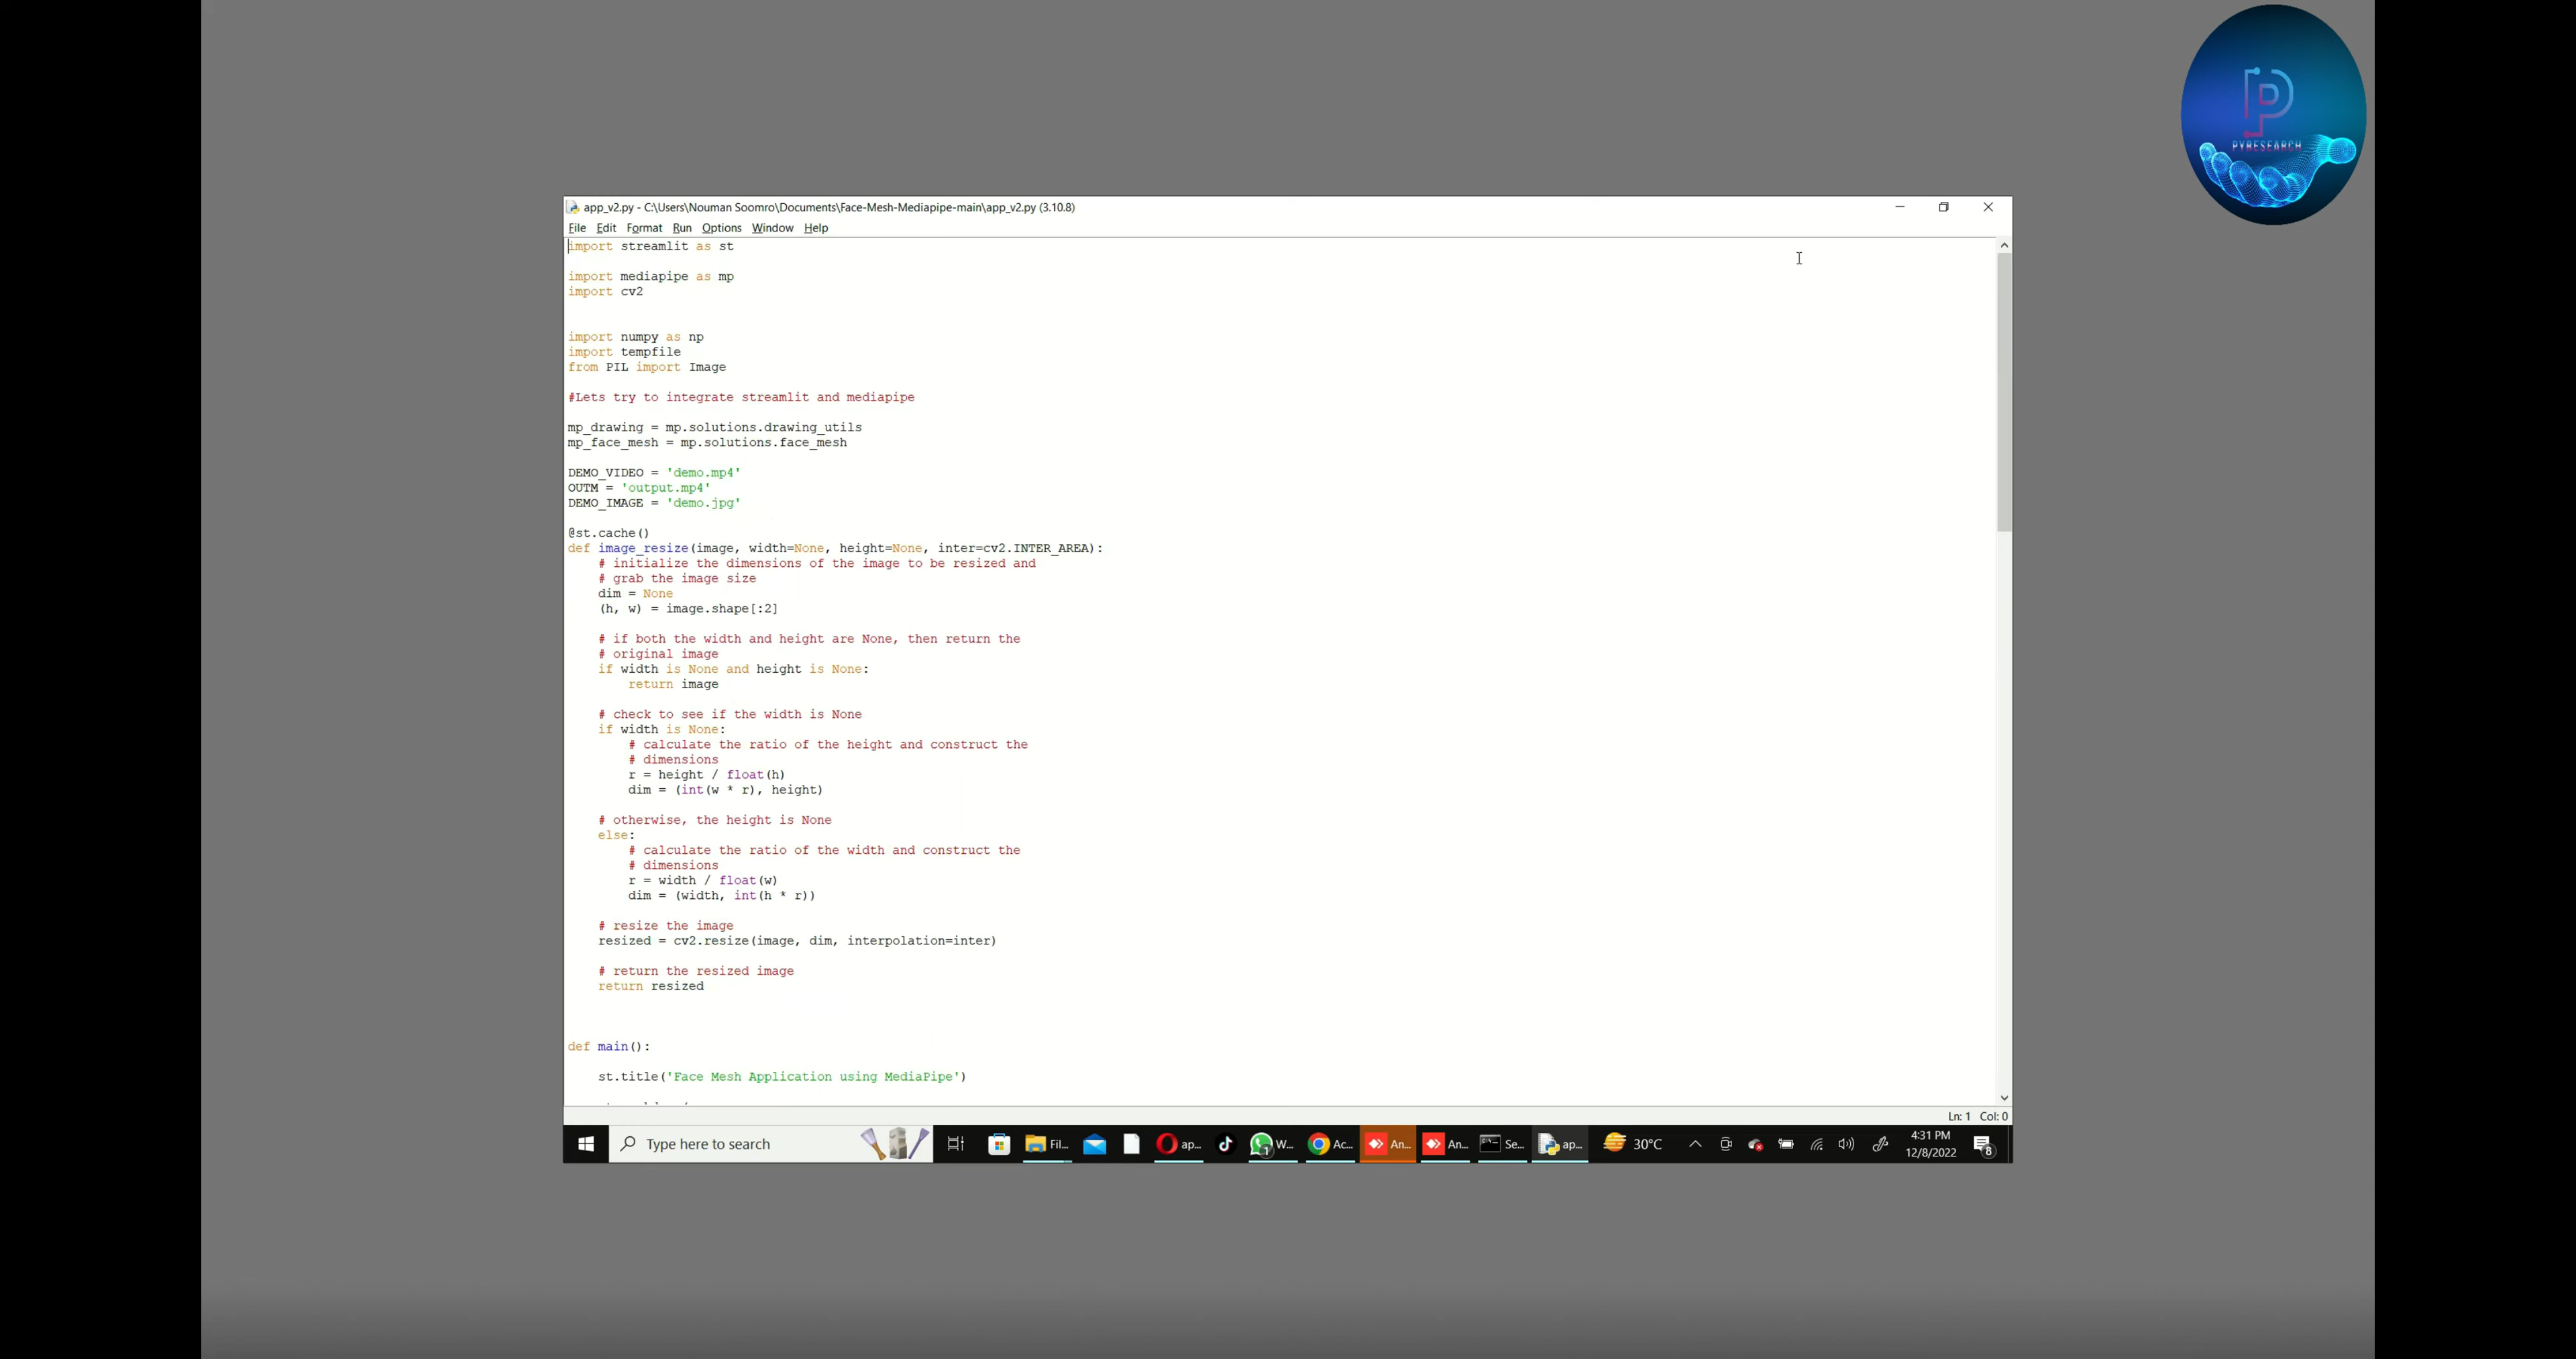 PYRESEARCH
app_v2.py - C:\Users\Nouman Soomro\Documents\Face-Mesh-Mediapipe-main\app_v2.py (3.10.8)
File Edit Format Run Options Window Help
import streamlit as st
import mediapipe as mp
import cv2
import numpy as np
import tempfile
from PIL import Image
#Lets try to integrate streamlit and mediapipe
mp_drawing = mp.solutions.drawing_utils
mp_face_mesh = mp.solutions.face_mesh
DEMO_VIDEO = 'demo.mp4'
OUTM = 'output.mp4'
DEMO_IMAGE = 'demo.jpg'
@st.cache()
def image_resize(image, width=None, height=None, inter=cv2.INTER_AREA):
    # initialize the dimensions of the image to be resized and
    # grab the image size
    dim = None
    (h, w) = image.shape[:2]
    # if both the width and height are None, then return the
    # original image
    if width is None and height is None:
        return image
    # check to see if the width is None
    if width is None:
        # calculate the ratio of the height and construct the
        # dimensions
        r = height / float(h)
        dim = (int(w * r), height)
    # otherwise, the height is None
    else:
        # calculate the ratio of the width and construct the
        # dimensions
        r = width / float(w)
        dim = (width, int(h * r))
    # resize the image
    resized = cv2.resize(image, dim, interpolation=inter)
    # return the resized image
    return resized
def main():
    st.title('Face Mesh Application using MediaPipe')
Ln: 1 Col: 0
Type here to search
Fil... ap... W... Ac... An... An... Se... ap... 30°C
4:31 PM
12/8/2022
8